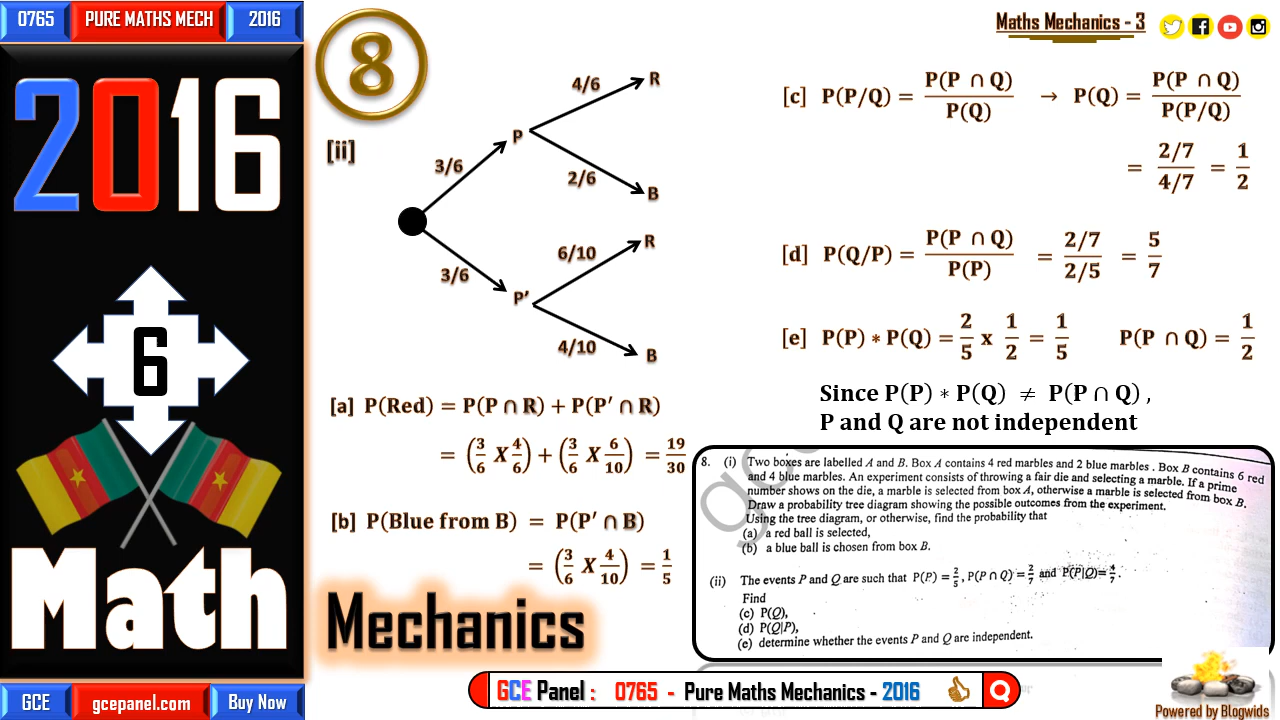 0765 PURE MATHS MECH 2016
2016
6
Math
GCE gcepanel.com Buy Now
8
Maths Mechanics - 3
[ii]
3/6 P 4/6 R
2/6 B
3/6 P' 6/10 R
4/10 B
[a] P(Red) = P(P ∩ R) + P(P′ ∩ R)
= (3/6 X 4/6) + (3/6 X 6/10) = 19/30
[b] P(Blue from B) = P(P′ ∩ B)
= (3/6 X 4/10) = 1/5
Mechanics
[c] P(P/Q) = P(P ∩ Q)/P(Q) → P(Q) = P(P ∩ Q)/P(P/Q)
= 2/7 / 4/7 = 1/2
[d] P(Q/P) = P(P ∩ Q)/P(P) = 2/7 / 2/5 = 5/7
[e] P(P) * P(Q) = 2/5 x 1/2 = 1/5 P(P ∩ Q) = 1/2
Since P(P) * P(Q) ≠ P(P ∩ Q) ,
P and Q are not independent
8. (i) Two boxes are labelled A and B. Box A contains 4 red marbles and 2 blue marbles . Box B contains 6 red
and 4 blue marbles. An experiment consists of throwing a fair die and selecting a marble. If a prime
number shows on the die, a marble is selected from box A, otherwise a marble is selected from box B.
Draw a probability tree diagram showing the possible outcomes from the experiment.
Using the tree diagram, or otherwise, find the probability that
(a) a red ball is selected,
(b) a blue ball is chosen from box B.
(ii) The events P and Q are such that P(P) = 2/5 , P(P ∩ Q) = 2/7 and P(P|Q)= 4/7 .
Find
(c) P(Q),
(d) P(Q|P),
(e) determine whether the events P and Q are independent.
GCE Panel : 0765 - Pure Maths Mechanics - 2016
Powered by Blogwids